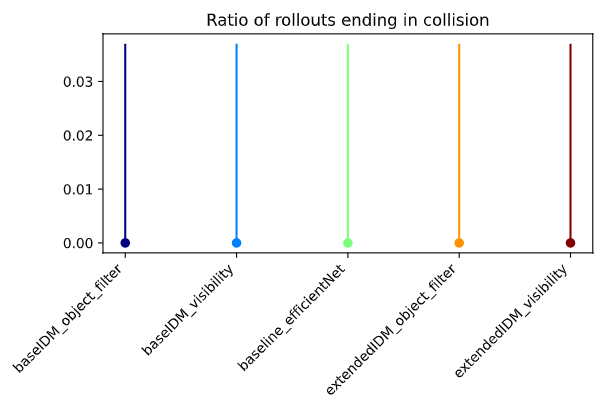 Ratio of rollouts ending in collision
0.03
0.02
0.01
0.00
baseIDM_object_filter
baseIDM_visibility
baseline_efficientNet
extendedIDM_object_filter
extendedIDM_visibility